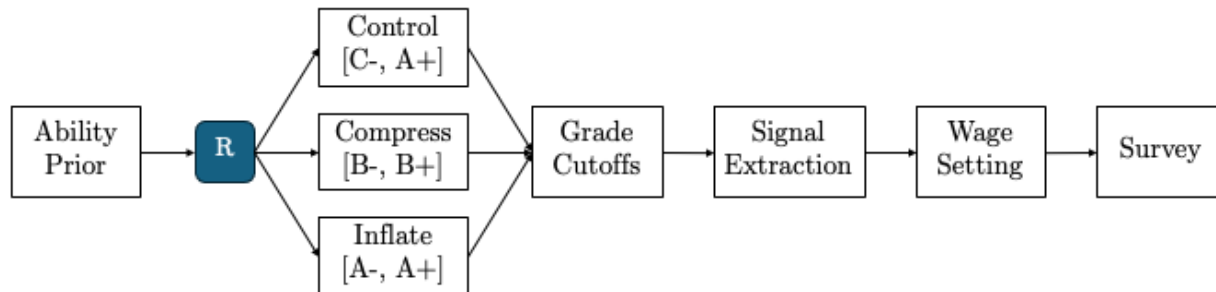 Ability
Prior
R
Control
[C-, A+]
Compress
[B-, B+]
Inflate
[A-, A+]
Grade
Cutoffs
Signal
Extraction
Wage
Setting
Survey